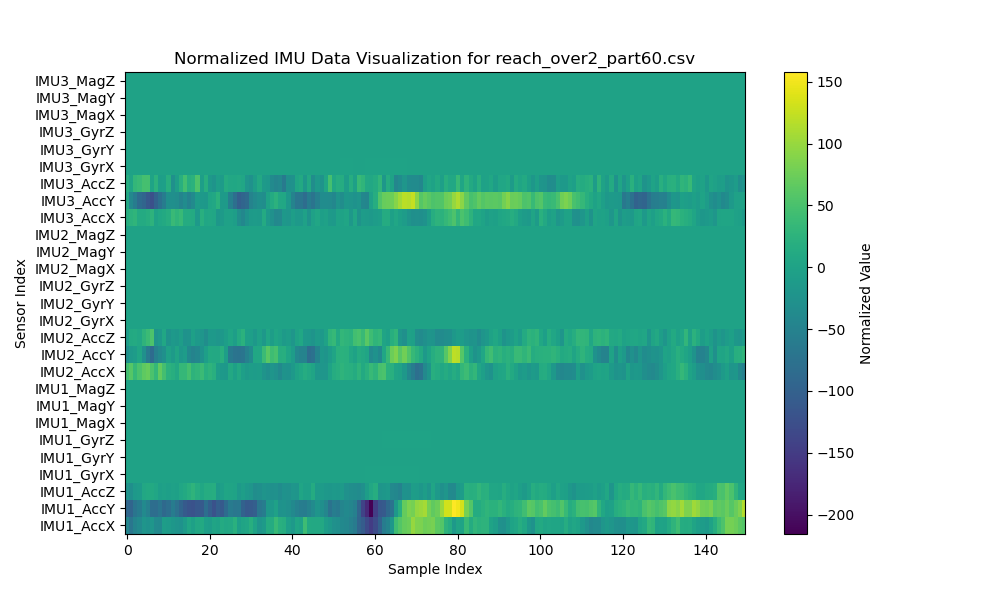 Normalized IMU Data Visualization for reach_over2_part60.csv
IMU3_MagZ
IMU3_MagY
IMU3_MagX
IMU3_GyrZ
IMU3_GyrY
IMU3_GyrX
IMU3_AccZ
IMU3_AccY
IMU3_AccX
IMU2_MagZ
IMU2_MagY
IMU2_MagX
IMU2_GyrZ
IMU2_GyrY
IMU2_GyrX
IMU2_AccZ
IMU2_AccY
IMU2_AccX
IMU1_MagZ
IMU1_MagY
IMU1_MagX
IMU1_GyrZ
IMU1_GyrY
IMU1_GyrX
IMU1_AccZ
IMU1_AccY
IMU1_AccX
Sensor Index
0 20 40 60 80 100 120 140
Sample Index
150
100
50
0
−50
−100
−150
−200
Normalized Value